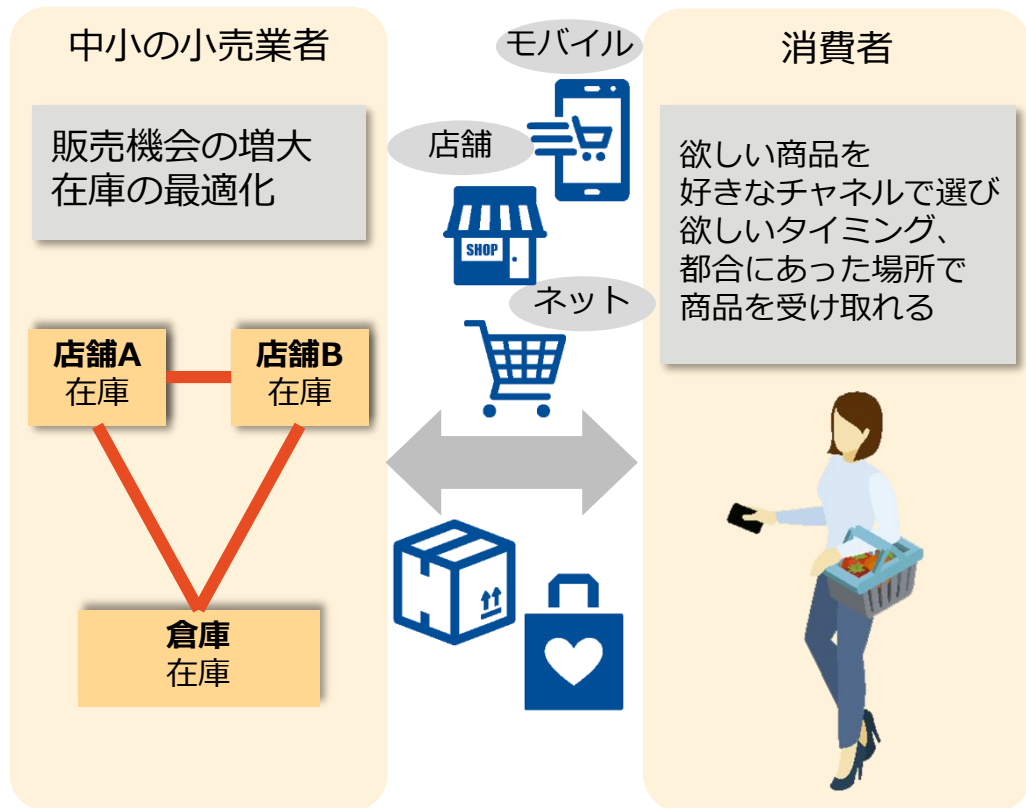 中小の小売業者
販売機会の増大
在庫の最適化
店舗A
在庫
店舗B
在庫
倉庫
在庫
モバイル
店舗
SHOP
ネット
消費者
欲しい商品を
好きなチャネルで選び
欲しいタイミング、
都合にあった場所で
商品を受け取れる